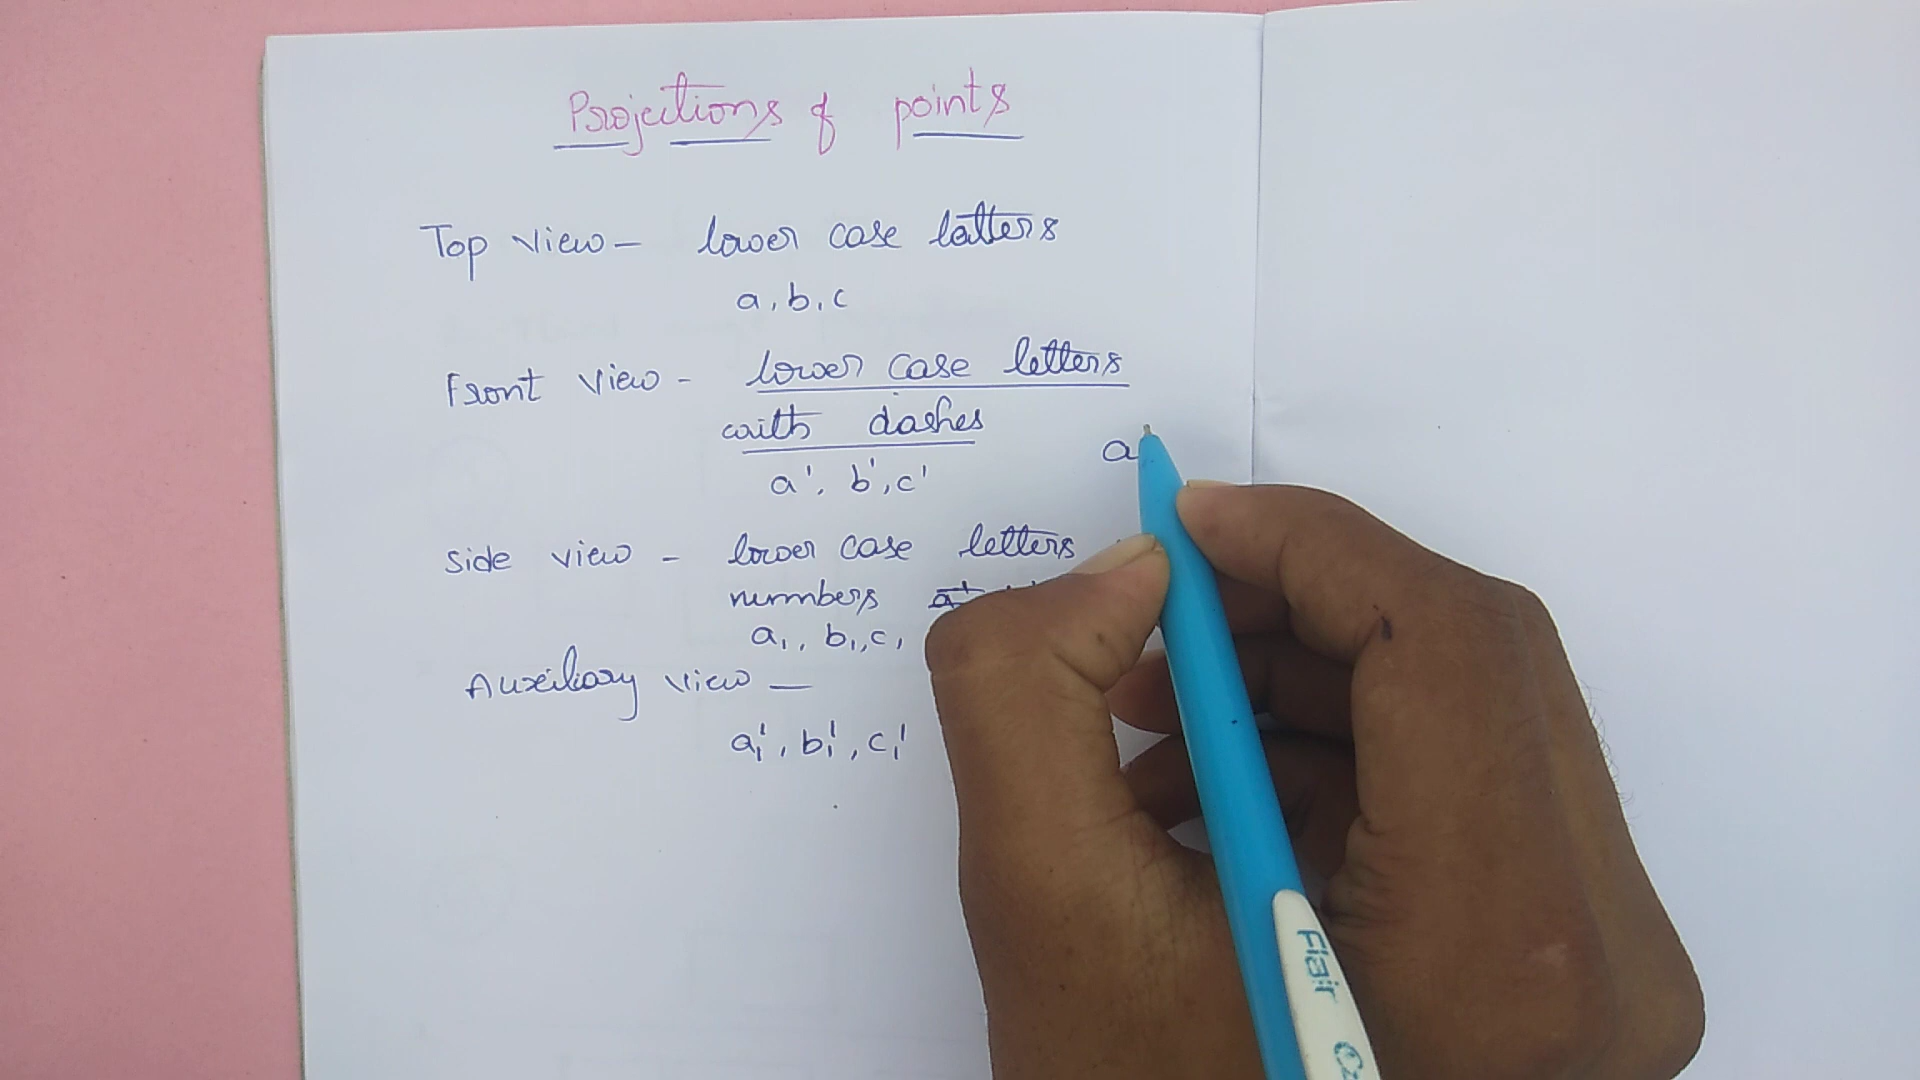 Projections of points
Top view - lower case latters
a, b, c
Front view - lower case letters
with dashes
a', b', c'
a
Side view - lower case letters
numbers
a₁, b₁, c₁
Auxiliary view -
a₁', b₁', c₁'
Flair